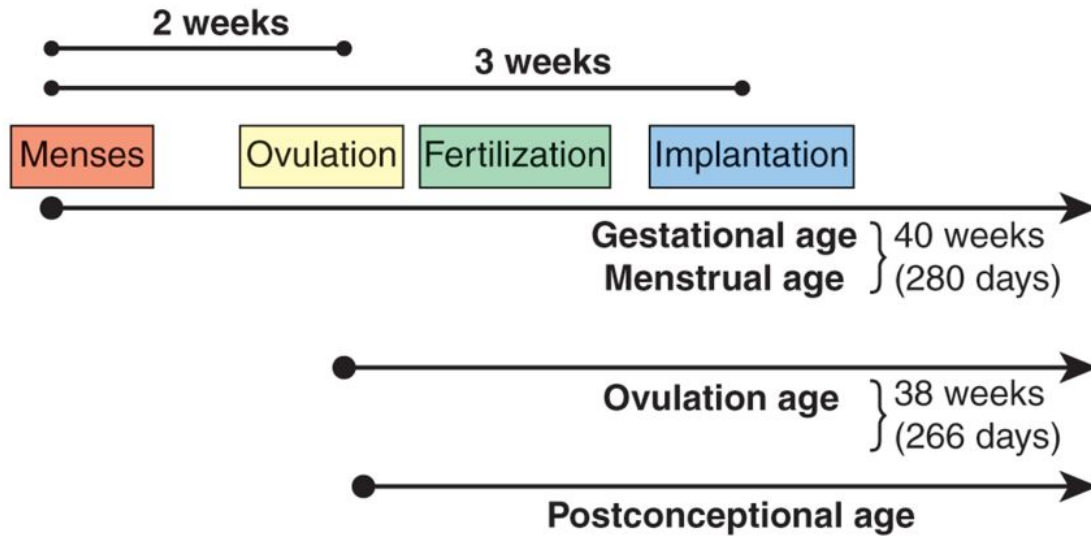 2 weeks
3 weeks
Menses
Ovulation
Fertilization
Implantation
Gestational age
Menstrual age
40 weeks
(280 days)
Ovulation age
38 weeks
(266 days)
Postconceptional age